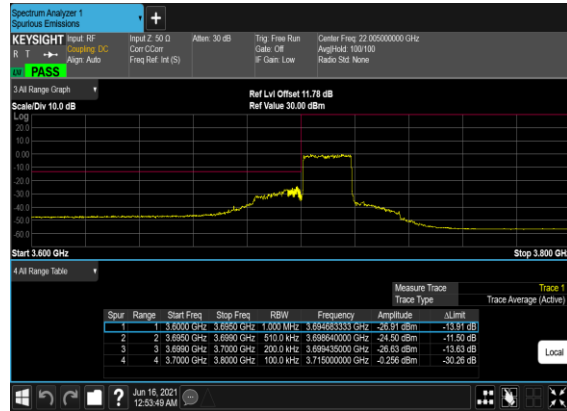 Spectrum Analyzer 1
Spurious Emissions
KEYSIGHT Input: RF Input Z: 50 Ω Atten: 30 dB Trig: Free Run Center Freq: 22.005000000 GHz
R T Coupling: DC Corr CCorr Gate: Off Avg|Hold: 100/100
Align: Auto Freq Ref: Int (S) IF Gain: Low Radio Std: None
PASS
3 All Range Graph
Ref Lvl Offset 11.78 dB
Scale/Div 10.0 dB Ref Value 30.00 dBm
Log
20.0
10.0
0.00
-10.0
-20.0
-30.0
-40.0
-50.0
-60.0
Start 3.600 GHz Stop 3.800 GHz
4 All Range Table
Measure Trace Trace 1
Trace Type Trace Average (Active)
Spur Range Start Freq Stop Freq RBW Frequency Amplitude ΔLimit
1 1 3.6000 GHz 3.6950 GHz 1.000 MHz 3.694683333 GHz -26.91 dBm -13.91 dB
2 2 3.6950 GHz 3.6990 GHz 510.0 kHz 3.698640000 GHz -24.50 dBm -11.50 dB
3 3 3.6990 GHz 3.7000 GHz 200.0 kHz 3.699435000 GHz -26.63 dBm -13.63 dB
4 4 3.7000 GHz 3.8000 GHz 100.0 kHz 3.715000000 GHz -0.256 dBm -30.26 dB
Local
Jun 16, 2021
12:53:49 AM